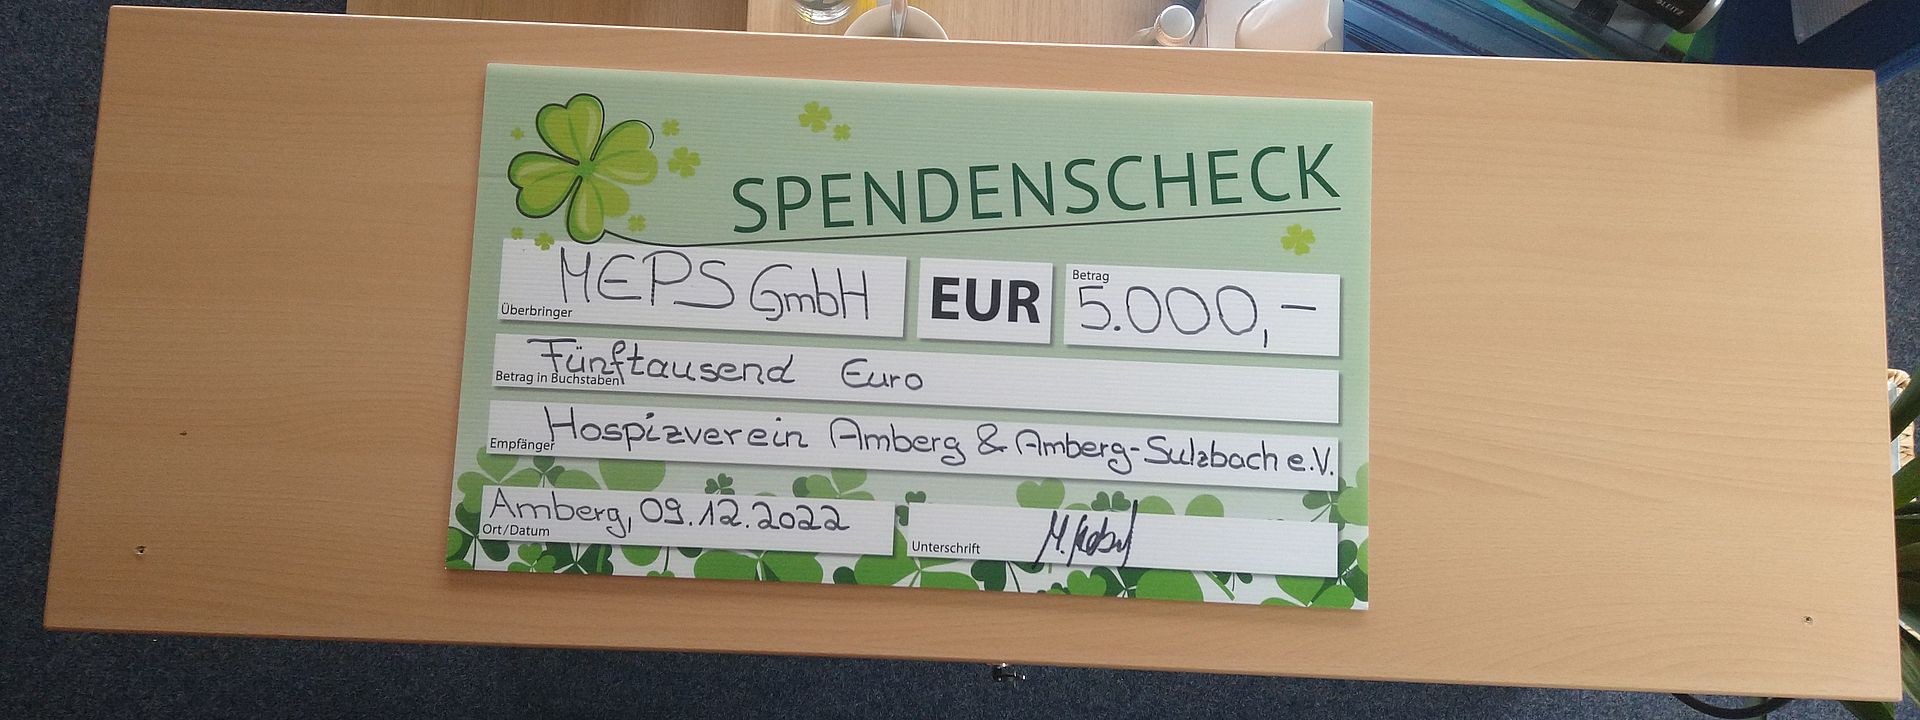 SPENDENSCHECK
MEPS GmbH
Überbringer
EUR
Betrag
5.000,-
Fünftausend Euro
Betrag in Buchstaben
Hospizverein Amberg & Amberg-Sulzbach e.V.
Empfänger
Amberg, 09.12.2022
Ort/Datum
Unterschrift